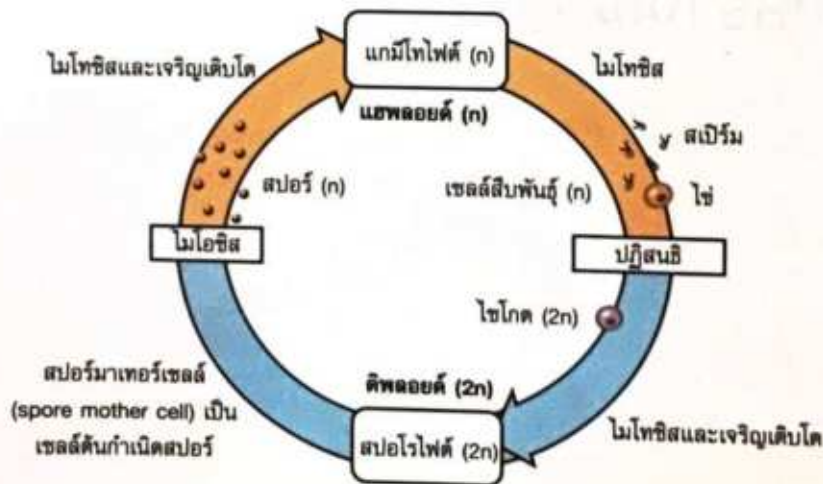 แกมีโทไฟต์ (n)
ไมโทซิสและเจริญเติบโต
ไมโทซิส
แฮพลอยด์ (n)
สเปิร์ม
สปอร์ (n)
เซลล์สืบพันธุ์ (n)
ไข่
ไมโอซิส
ปฏิสนธิ
ไซโกต (2n)
สปอร์มาเทอร์เซลล์
(spore mother cell) เป็น
เซลล์ต้นกำเนิดสปอร์
ดิพลอยด์ (2n)
สปอโรไฟต์ (2n)
ไมโทซิสและเจริญเติบโต